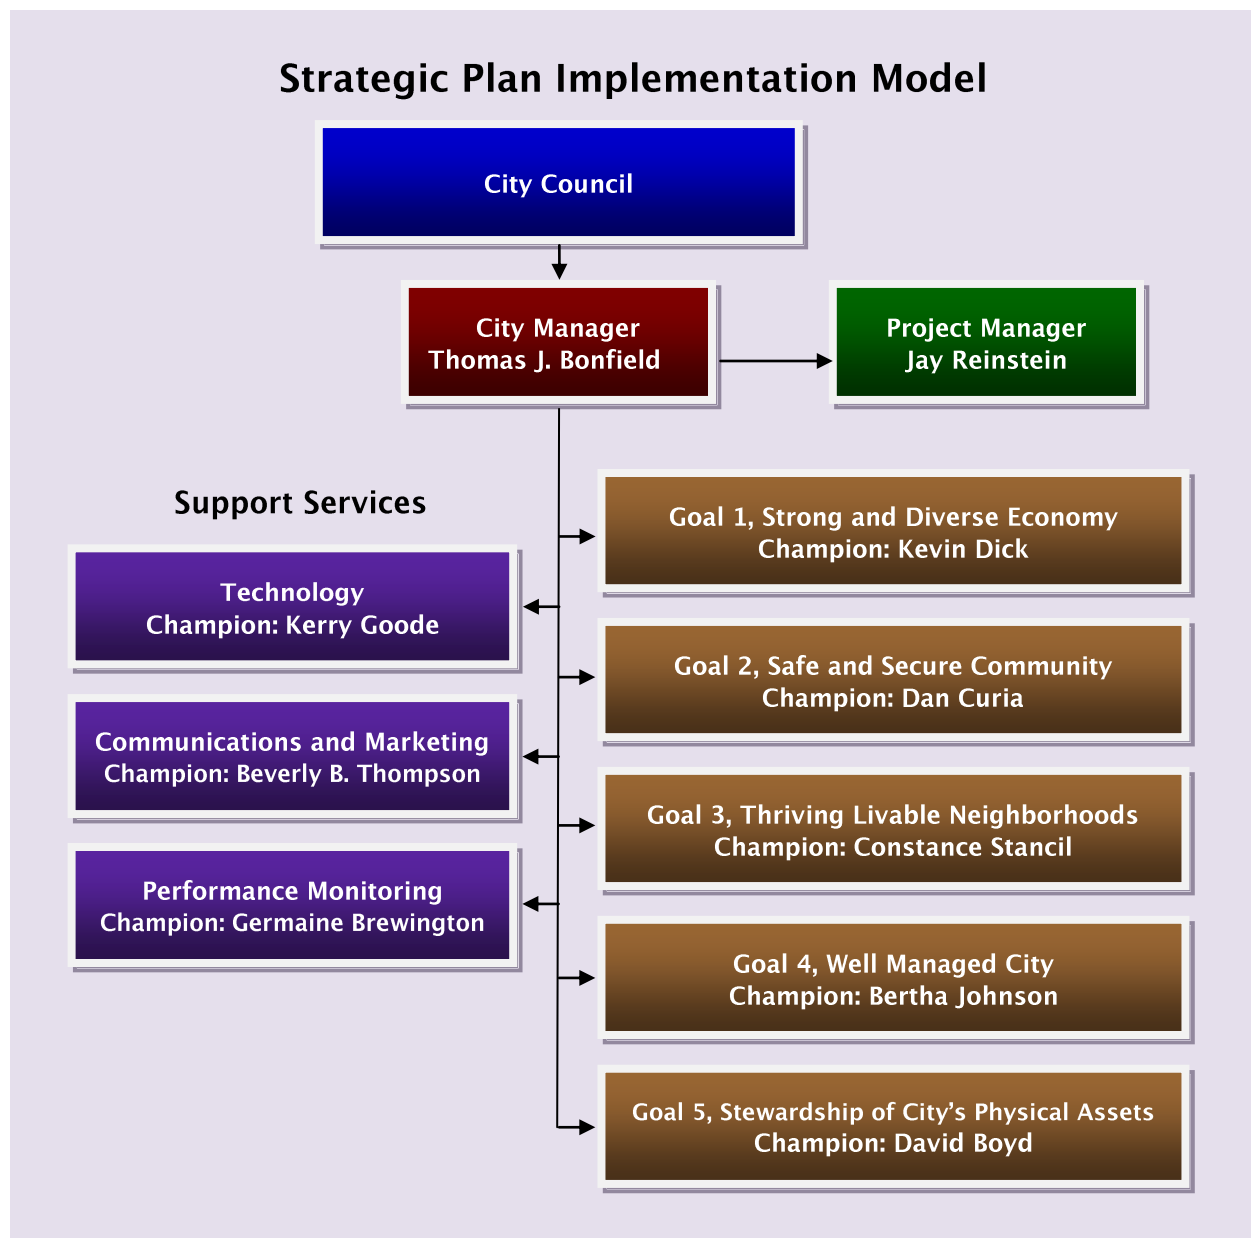 Strategic Plan Implementation Model
City Council
City Manager
Thomas J. Bonfield
Project Manager
Jay Reinstein
Support Services
Technology
Champion: Kerry Goode
Communications and Marketing
Champion: Beverly B. Thompson
Performance Monitoring
Champion: Germaine Brewington
Goal 1, Strong and Diverse Economy
Champion: Kevin Dick
Goal 2, Safe and Secure Community
Champion: Dan Curia
Goal 3, Thriving Livable Neighborhoods
Champion: Constance Stancil
Goal 4, Well Managed City
Champion: Bertha Johnson
Goal 5, Stewardship of City’s Physical Assets
Champion: David Boyd